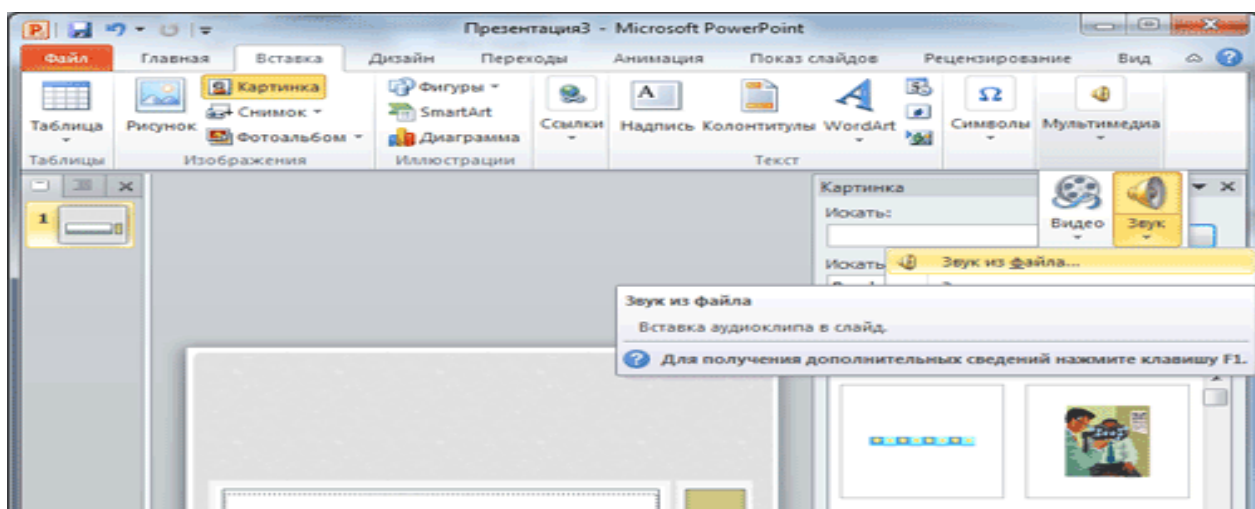 Презентация3 - Microsoft PowerPoint
Файл Главная Вставка Дизайн Переходы Анимация Показ слайдов Рецензирование Вид
Таблица
Рисунок
Картинка
Снимок
Фотоальбом
Фигуры
SmartArt
Диаграмма
Ссылки
Надпись
Колонтитулы
WordArt
Символы
Мультимедиа
Таблицы Изображения Иллюстрации Текст
1
Картинка
Искать:
Видео
Звук
Искать
Звук из файла...
Звук из файла
Вставка аудиоклипа в слайд.
Для получения дополнительных сведений нажмите клавишу F1.